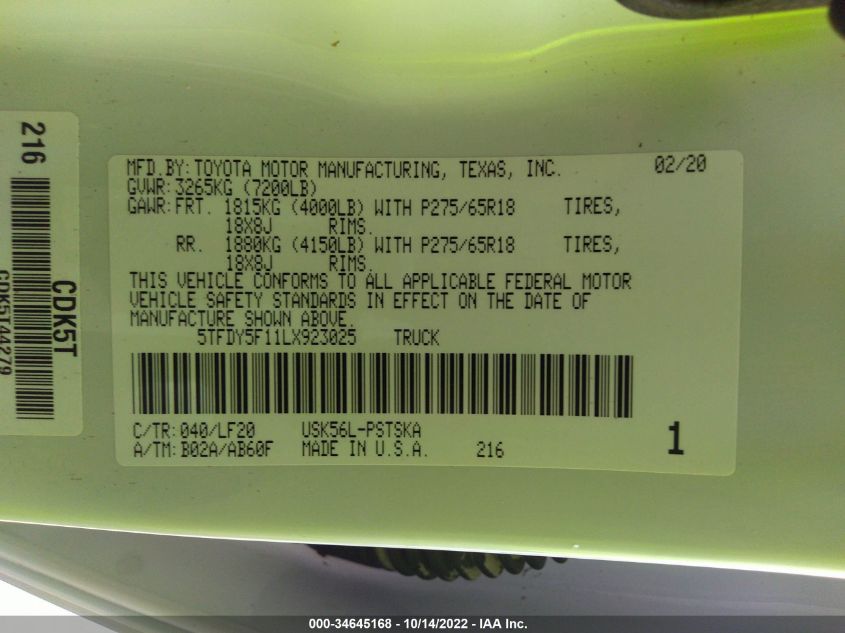 216
CDK5T
CDK5T44279
MFD.BY:TOYOTA MOTOR MANUFACTURING, TEXAS, INC. 02/20
GVWR:3265KG (7200LB)
GAWR:FRT. 1815KG (4000LB) WITH P275/65R18 TIRES,
18X8J RIMS.
RR. 1880KG (4150LB) WITH P275/65R18 TIRES,
18X8J RIMS.
THIS VEHICLE CONFORMS TO ALL APPLICABLE FEDERAL MOTOR
VEHICLE SAFETY STANDARDS IN EFFECT ON THE DATE OF
MANUFACTURE SHOWN ABOVE.
5TFDY5F11LX923025 TRUCK
C/TR:040/LF20 USK56L-PSTSKA
A/TM:B02A/AB60F MADE IN U.S.A. 216 1
000-34645168 - 10/14/2022 - IAA Inc.